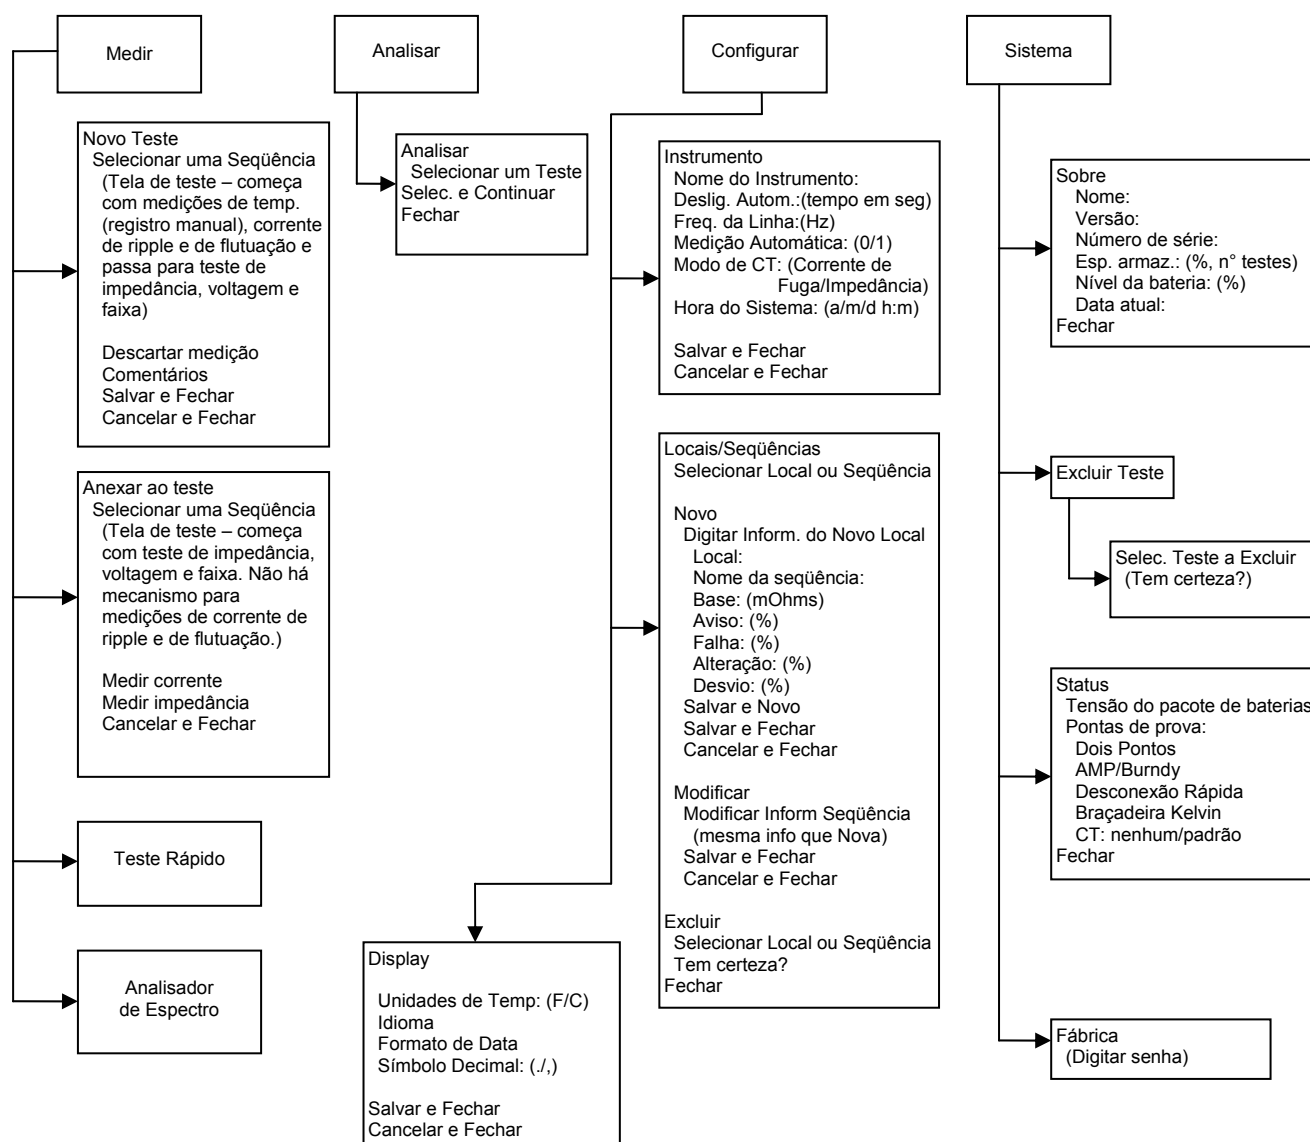 Medir
Novo Teste
Selecionar uma Seqüência
(Tela de teste – começa
com medições de temp.
(registro manual), corrente
de ripple e de flutuação e
passa para teste de
impedância, voltagem e
faixa)
Descartar medição
Comentários
Salvar e Fechar
Cancelar e Fechar
Anexar ao teste
Selecionar uma Seqüência
(Tela de teste – começa
com teste de impedância,
voltagem e faixa. Não há
mecanismo para
medições de corrente de
ripple e de flutuação.)
Medir corrente
Medir impedância
Cancelar e Fechar
Teste Rápido
Analisador
de Espectro
Analisar
Analisar
Selecionar um Teste
Selec. e Continuar
Fechar
Configurar
Instrumento
Nome do Instrumento:
Deslig. Autom.:(tempo em seg)
Freq. da Linha:(Hz)
Medição Automática: (0/1)
Modo de CT: (Corrente de
Fuga/Impedância)
Hora do Sistema: (a/m/d h:m)
Salvar e Fechar
Cancelar e Fechar
Locais/Seqüências
Selecionar Local ou Seqüência
Novo
Digitar Inform. do Novo Local
Local:
Nome da seqüência:
Base: (mOhms)
Aviso: (%)
Falha: (%)
Alteração: (%)
Desvio: (%)
Salvar e Novo
Salvar e Fechar
Cancelar e Fechar
Modificar
Modificar Inform Seqüência
(mesma info que Nova)
Salvar e Fechar
Cancelar e Fechar
Excluir
Selecionar Local ou Seqüência
Tem certeza?
Fechar
Display
Unidades de Temp: (F/C)
Idioma
Formato de Data
Símbolo Decimal: (./,)
Salvar e Fechar
Cancelar e Fechar
Sistema
Sobre
Nome:
Versão:
Número de série:
Esp. armaz.: (%, n° testes)
Nível da bateria: (%)
Data atual:
Fechar
Excluir Teste
Selec. Teste a Excluir
(Tem certeza?)
Status
Tensão do pacote de baterias
Pontas de prova:
Dois Pontos
AMP/Burndy
Desconexão Rápida
Braçadeira Kelvin
CT: nenhum/padrão
Fechar
Fábrica
(Digitar senha)